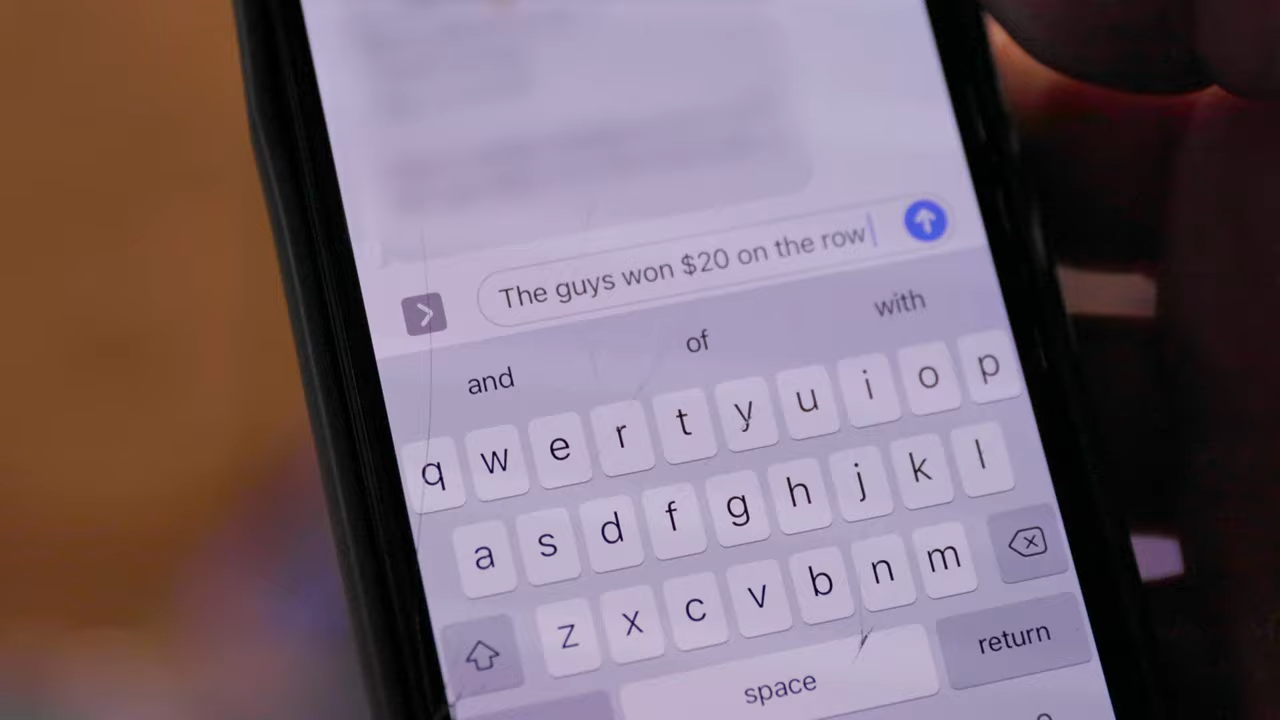 The guys won $20 on the row
and of with
q w e r t y u i o p
a s d f g h j k l
z x c v b n m
space return